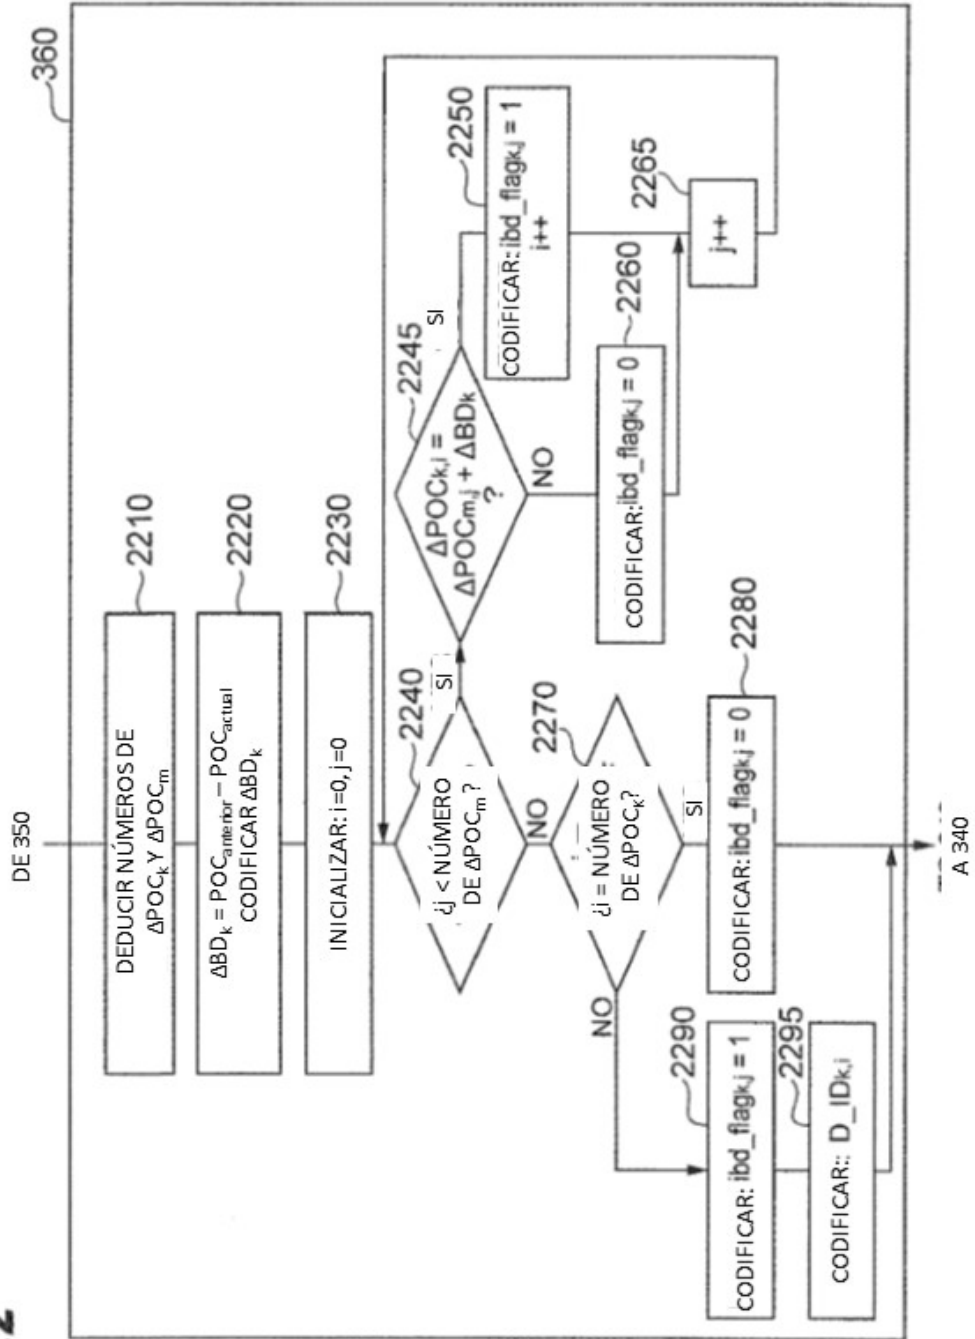 DE 350
360
DEDUCIR NÚMEROS DE
ΔPOCₖ Y ΔPOCₘ
2210
ΔBDₖ = POCanterior − POCactual
CODIFICAR ΔBDₖ
2220
INICIALIZAR: i=0, j=0
2230
¿j < NÚMERO
DE ΔPOCₘ?
2240
SI
ΔPOCk,i =
ΔPOCm,j + ΔBDk
?
2245
SI
CODIFICAR: ibd_flagk,j = 1
i++
2250
NO
CODIFICAR: ibd_flagk,j = 0
2260
j++
2265
NO
¿i = NÚMERO
DE ΔPOCₖ?
2270
SI
CODIFICAR: ibd_flagk,j = 0
2280
NO
CODIFICAR: ibd_flagk,j = 1
2290
CODIFICAR:: D_IDk,i
2295
A 340